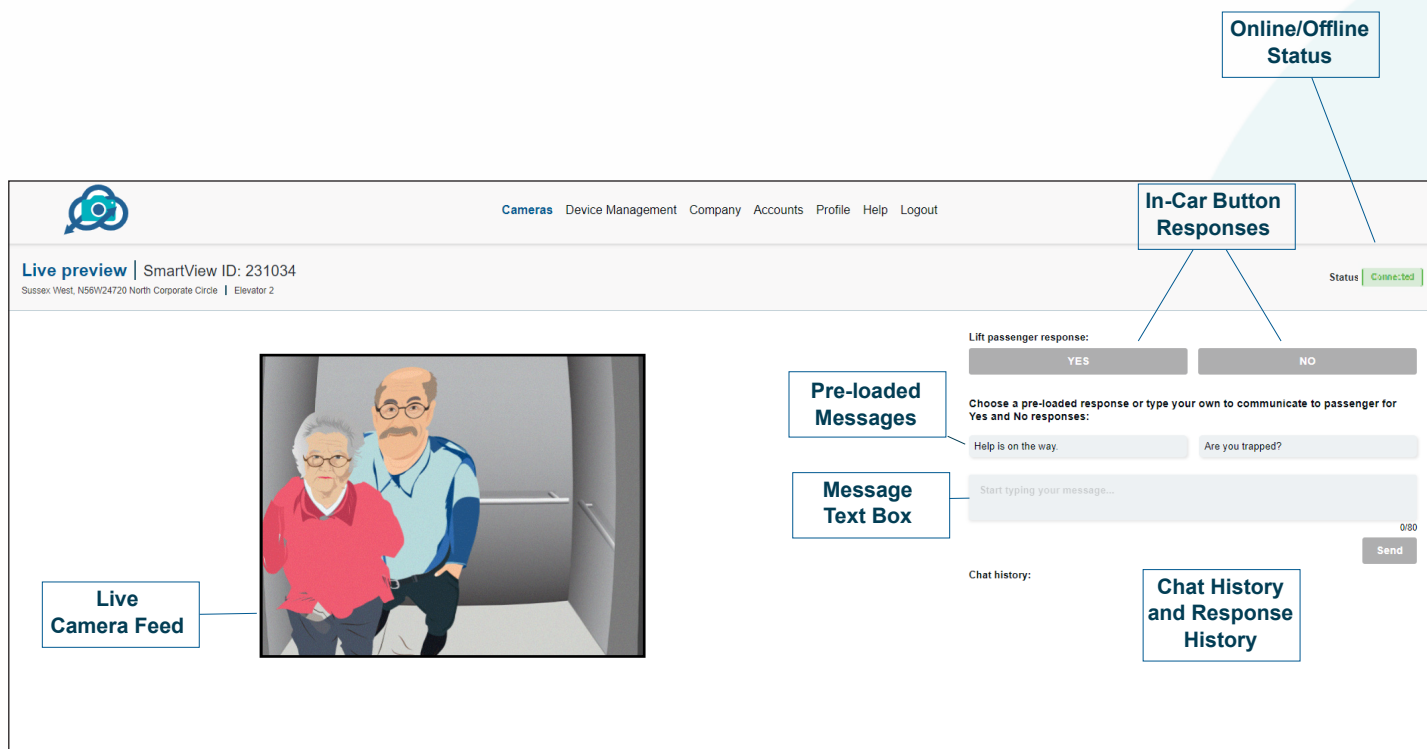 Online/Offline
Status
Cameras Device Management Company Accounts Profile Help Logout
In-Car Button
Responses
Live preview | SmartView ID: 231034
Sussex West, N56W24720 North Corporate Circle | Elevator 2
Status Connected
Lift passenger response:
YES NO
Pre-loaded
Messages
Choose a pre-loaded response or type your own to communicate to passenger for
Yes and No responses:
Help is on the way. Are you trapped?
Message
Text Box
Start typing your message...
0/80
Send
Chat history:
Chat History
and Response
History
Live
Camera Feed